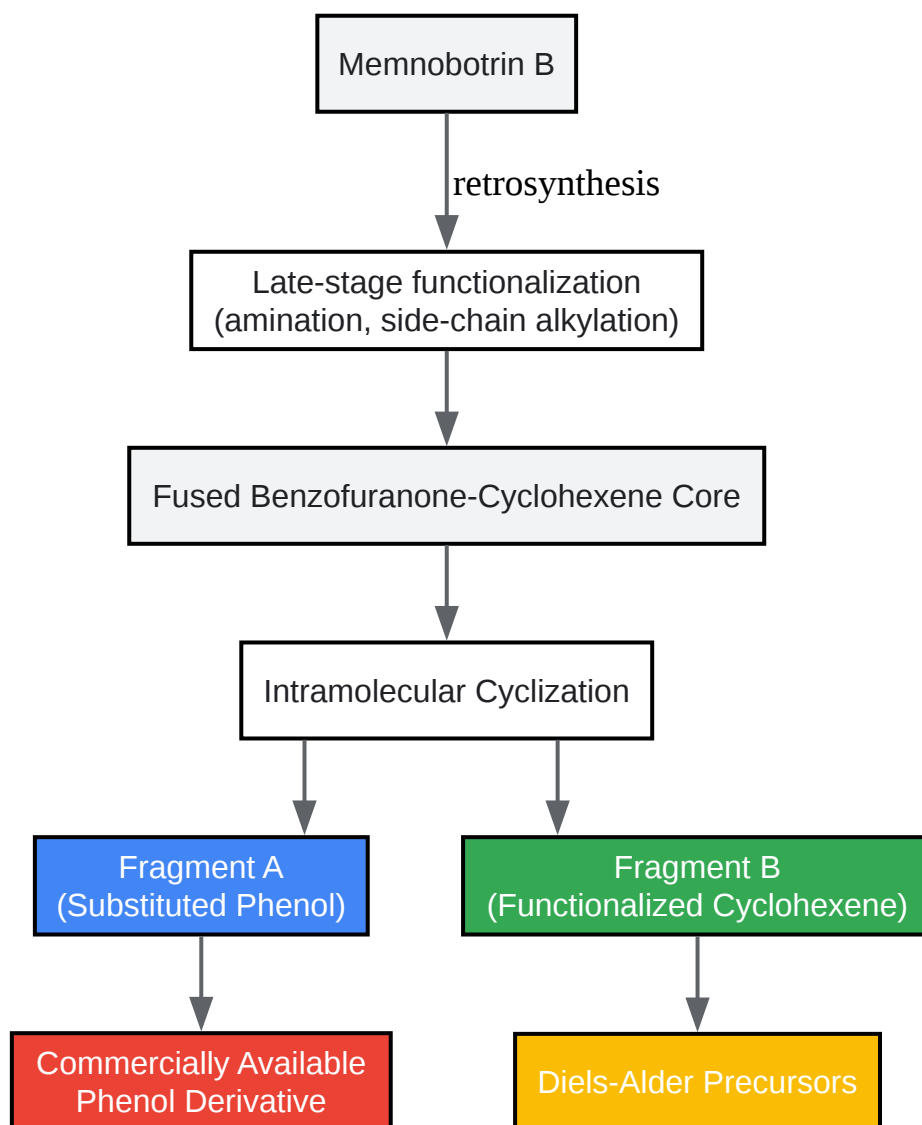 Memnobotrin B
retrosynthesis
Late-stage functionalization
(amination, side-chain alkylation)
Fused Benzofuranone-Cyclohexene Core
Intramolecular Cyclization
Fragment A
(Substituted Phenol)
Fragment B
(Functionalized Cyclohexene)
Commercially Available
Phenol Derivative
Diels-Alder Precursors